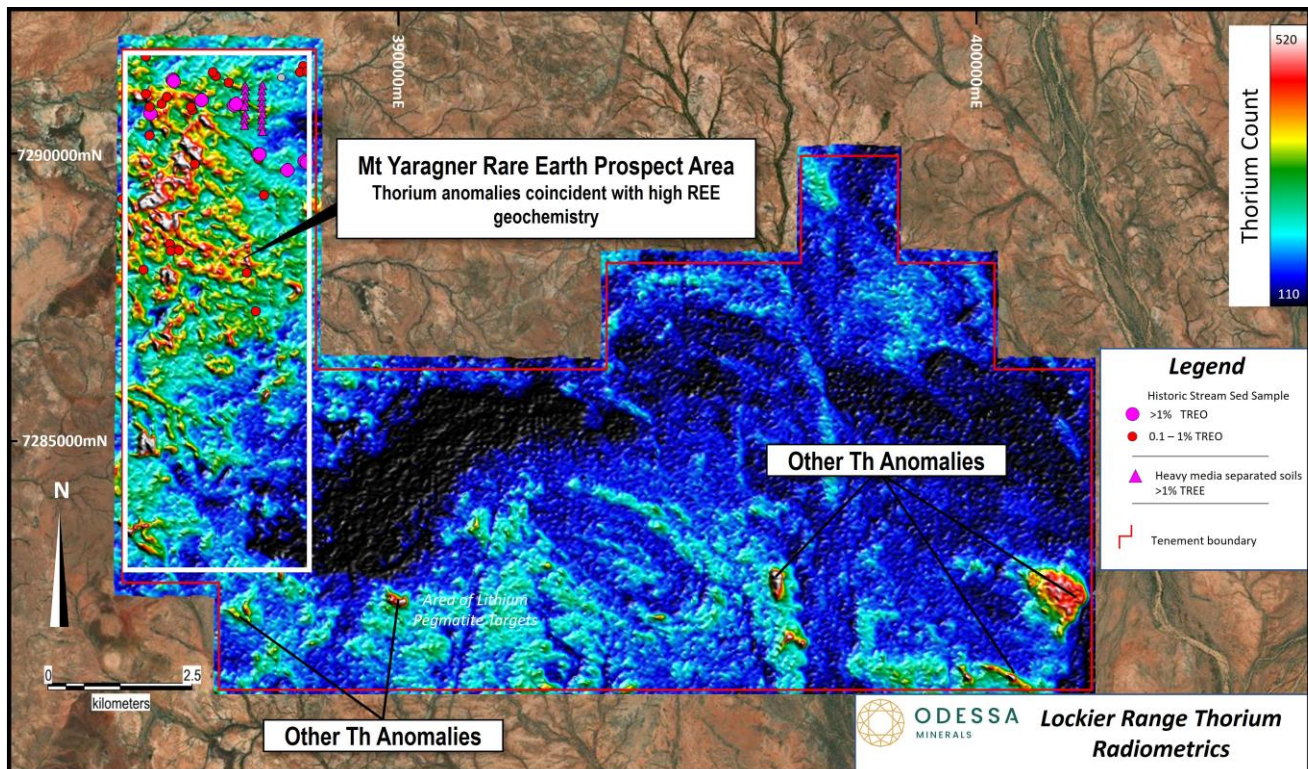 390000mE
400000mE
520
Thorium Count
110
7290000mN
Mt Yaragner Rare Earth Prospect Area
Thorium anomalies coincident with high REE
geochemistry
Legend
Historic Stream Sed Sample
>1% TREO
0.1 – 1% TREO
Heavy media separated soils
>1% TREE
Tenement boundary
7285000mN
Other Th Anomalies
N
Area of Lithium
Pegmatite Targets
0
2.5
kilometers
Other Th Anomalies
ODESSA
MINERALS
Lockier Range Thorium
Radiometrics